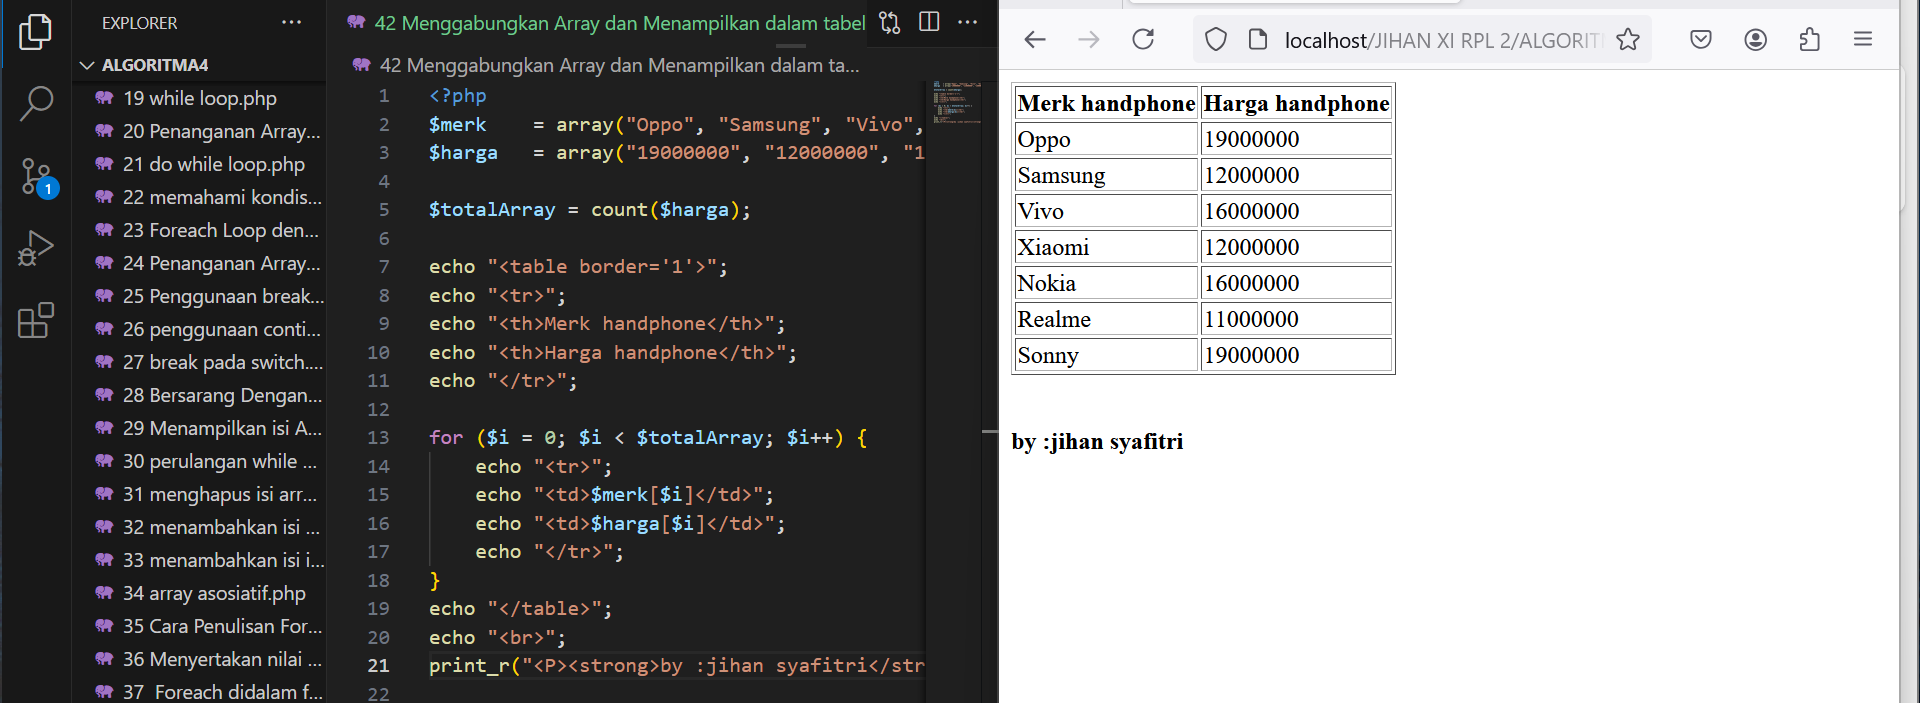 EXPLORER
ALGORITMA4
19 while loop.php
20 Penanganan Array...
21 do while loop.php
22 memahami kondis...
23 Foreach Loop den...
24 Penanganan Array...
25 Penggunaan break...
26 penggunaan conti...
27 break pada switch....
28 Bersarang Dengan...
29 Menampilkan isi A...
30 perulangan while ...
31 menghapus isi arr...
32 menambahkan isi ...
33 menambahkan isi i...
34 array asosiatif.php
35 Cara Penulisan For...
36 Menyertakan nilai ...
37 Foreach didalam f...
1
42 Menggabungkan Array dan Menampilkan dalam tabel
42 Menggabungkan Array dan Menampilkan dalam ta...
1 <?php
2 $merk    = array("Oppo", "Samsung", "Vivo",
3 $harga   = array("19000000", "12000000", "1
4
5 $totalArray = count($harga);
6
7 echo "<table border='1'>";
8 echo "<tr>";
9 echo "<th>Merk handphone</th>";
10 echo "<th>Harga handphone</th>";
11 echo "</tr>";
12
13 for ($i = 0; $i < $totalArray; $i++) {
14     echo "<tr>";
15     echo "<td>$merk[$i]</td>";
16     echo "<td>$harga[$i]</td>";
17     echo "</tr>";
18 }
19 echo "</table>";
20 echo "<br>";
21 print_r("<P><strong>by :jihan syafitri</str
22
localhost/JIHAN XI RPL 2/ALGORIT
Merk handphone Harga handphone
Oppo 19000000
Samsung 12000000
Vivo 16000000
Xiaomi 12000000
Nokia 16000000
Realme 11000000
Sonny 19000000
by :jihan syafitri